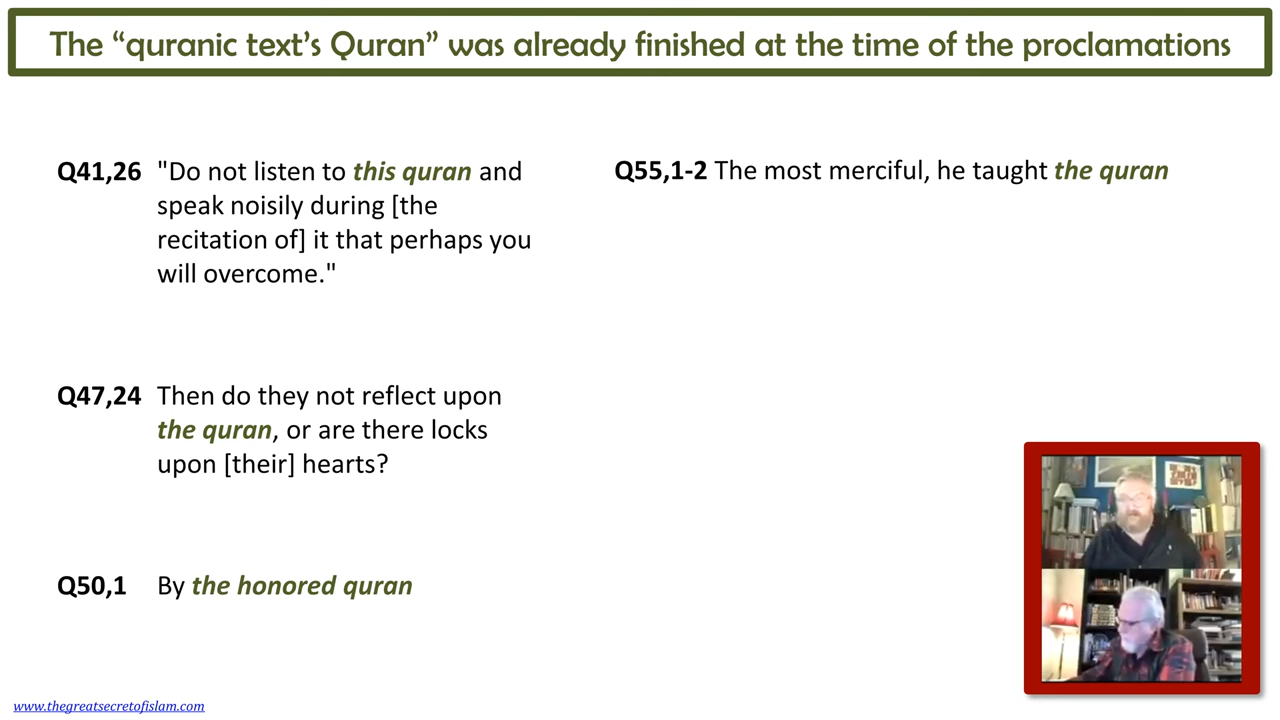 The “quranic text’s Quran” was already finished at the time of the proclamations
Q41,26 "Do not listen to this quran and
speak noisily during [the
recitation of] it that perhaps you
will overcome."
Q47,24 Then do they not reflect upon
the quran, or are there locks
upon [their] hearts?
Q50,1 By the honored quran
Q55,1-2 The most merciful, he taught the quran
www.thegreatsecretofislam.com